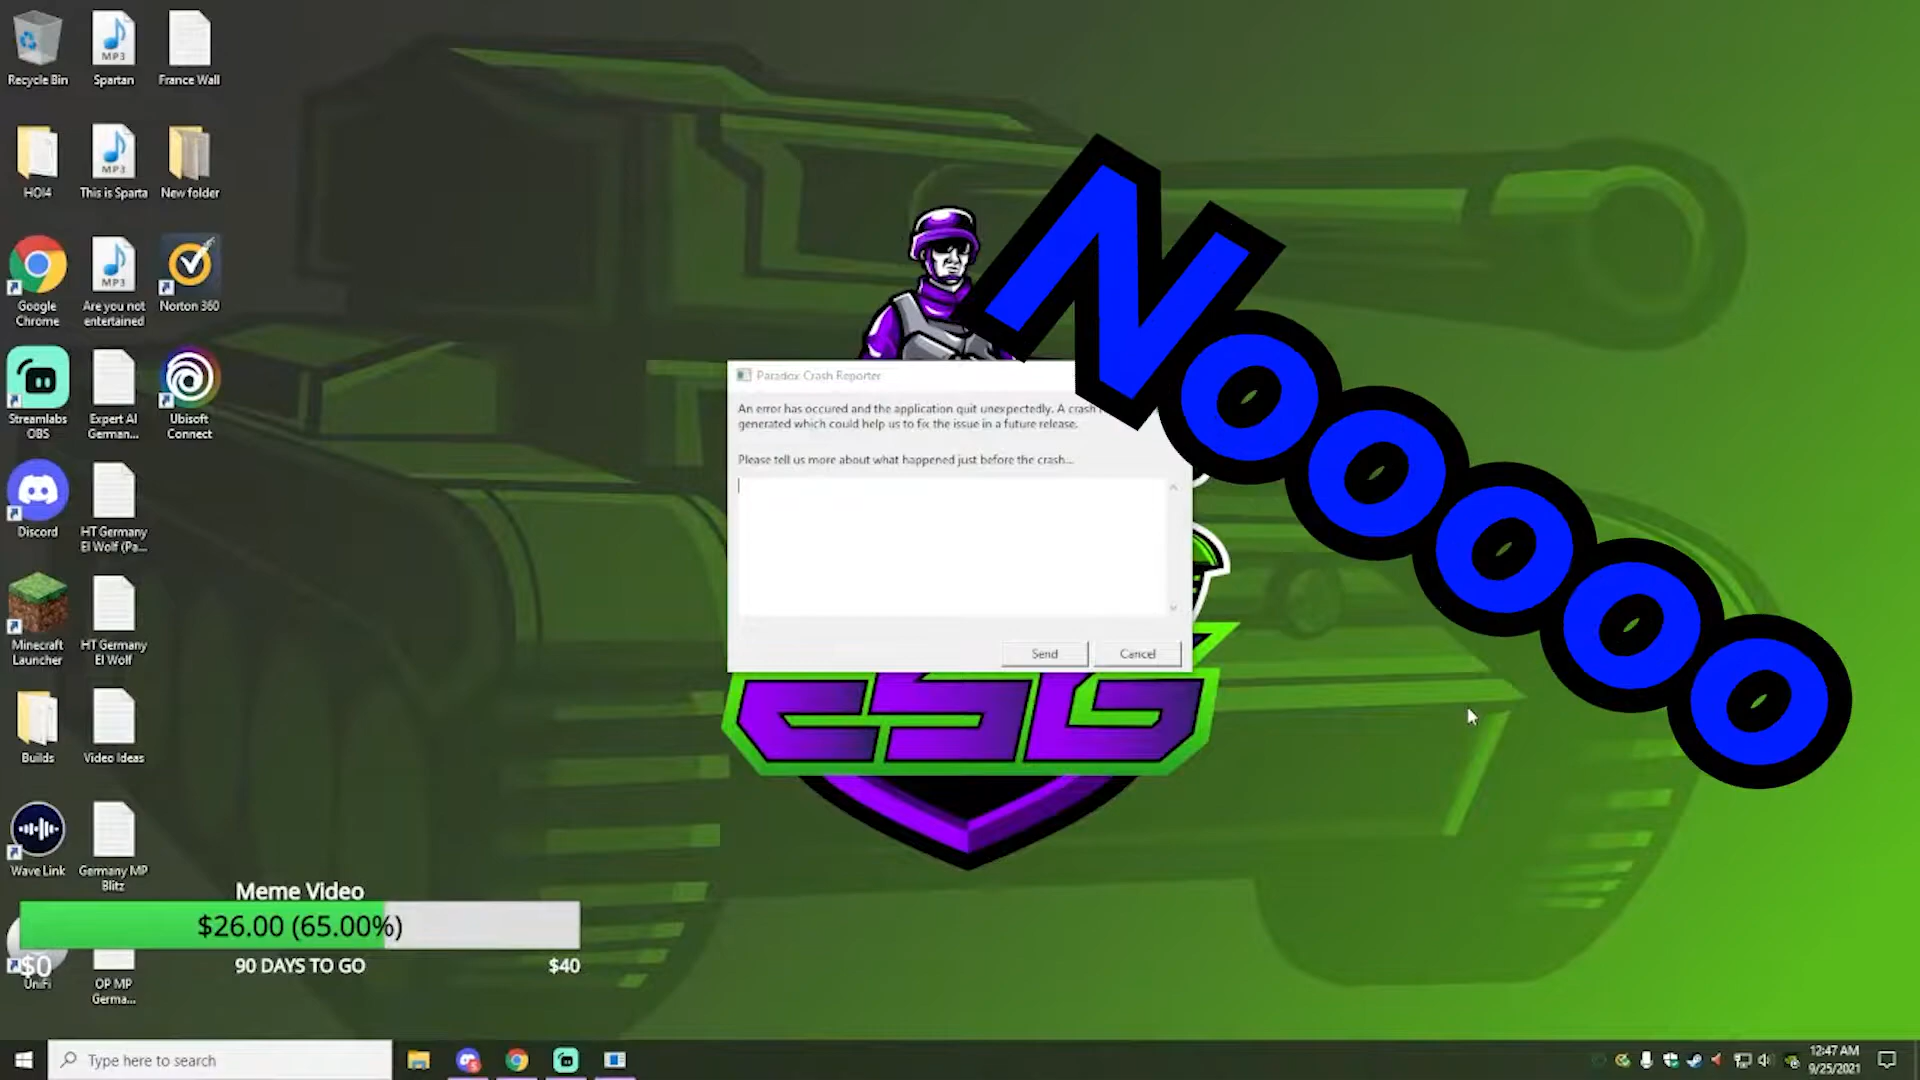 Recycle Bin
Spartan
France Wall
HOI4
This is Sparta
New folder
Google
Chrome
Are you not
entertained
Norton 360
Streamlabs
OBS
Expert AI
German...
Ubisoft
Connect
Discord
HT Germany
El Wolf (Pa...
Minecraft
Launcher
HT Germany
El Wolf
Builds
Video Ideas
Wave Link
Germany MP
Blitz
UniFi
OP MP
Germa...
MP3
MP3
MP3
Noooooo
Paradox Crash Reporter
An error has occured and the application quit unexpectedly. A crash
generated which could help us to fix the issue in a future release.
Please tell us more about what happened just before the crash...
Send
Cancel
CSG
Meme Video
$26.00 (65.00%)
$0
90 DAYS TO GO
$40
Type here to search
12:47 AM
9/25/2021